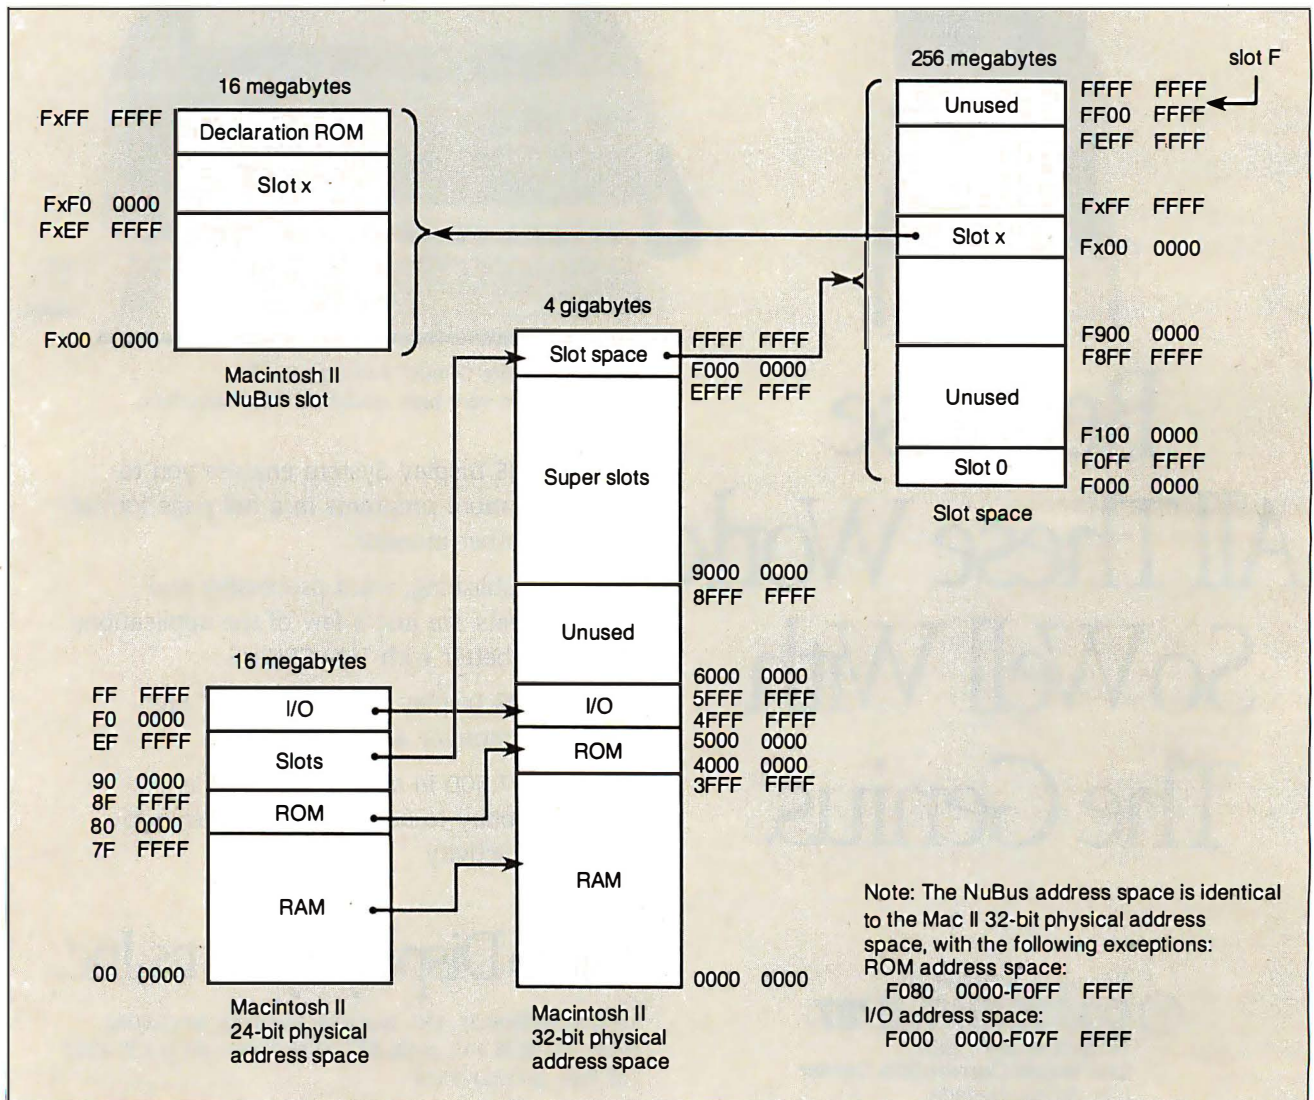 16 megabytes
FxFF FFFF
Declaration ROM
Slot x
FxF0 0000
FxEF FFFF
Fx00 0000
Macintosh II
NuBus slot
256 megabytes
slot F
Unused
FFFF FFFF
FF00 FFFF
FEFF FFFF
FxFF FFFF
Slot x
Fx00 0000
F900 0000
F8FF FFFF
Unused
F100 0000
Slot 0
F0FF FFFF
F000 0000
Slot space
4 gigabytes
Slot space
FFFF FFFF
F000 0000
EFFF FFFF
Super slots
9000 0000
8FFF FFFF
Unused
6000 0000
I/O
5FFF FFFF
4FFF FFFF
ROM
5000 0000
4000 0000
3FFF FFFF
RAM
0000 0000
Macintosh II
32-bit physical
address space
16 megabytes
FF FFFF
I/O
F0 0000
EF FFFF
Slots
90 0000
8F FFFF
ROM
80 0000
7F FFFF
RAM
00 0000
Macintosh II
24-bit physical
address space
Note: The NuBus address space is identical
to the Mac II 32-bit physical address
space, with the following exceptions:
ROM address space:
F080 0000-F0FF FFFF
I/O address space:
F000 0000-F07F FFFF